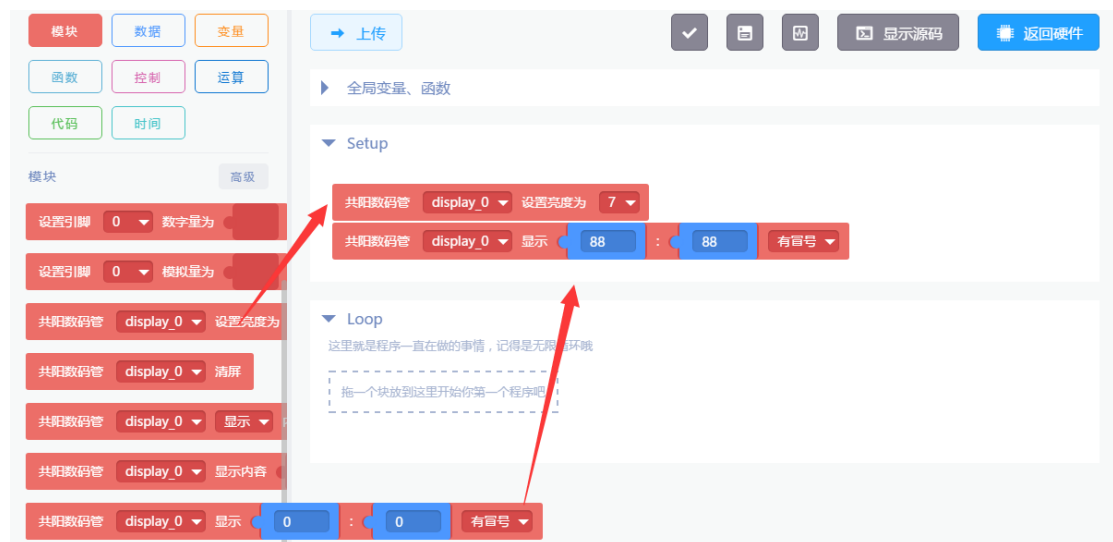 模块 数据 变量
函数 控制 运算
代码 时间
模块 高级
设置引脚 0 数字量为
设置引脚 0 模拟量为
共阳数码管 display_0 设置亮度为
共阳数码管 display_0 清屏
共阳数码管 display_0 显示
共阳数码管 display_0 显示内容
共阳数码管 display_0 显示 0 : 0 有冒号
上传 显示源码 返回硬件
全局变量、函数
Setup
共阳数码管 display_0 设置亮度为 7
共阳数码管 display_0 显示 88 : 88 有冒号
Loop
这里就是程序一直在做的事情，记得是无限循环哦
拖一个块放到这里开始你第一个程序吧